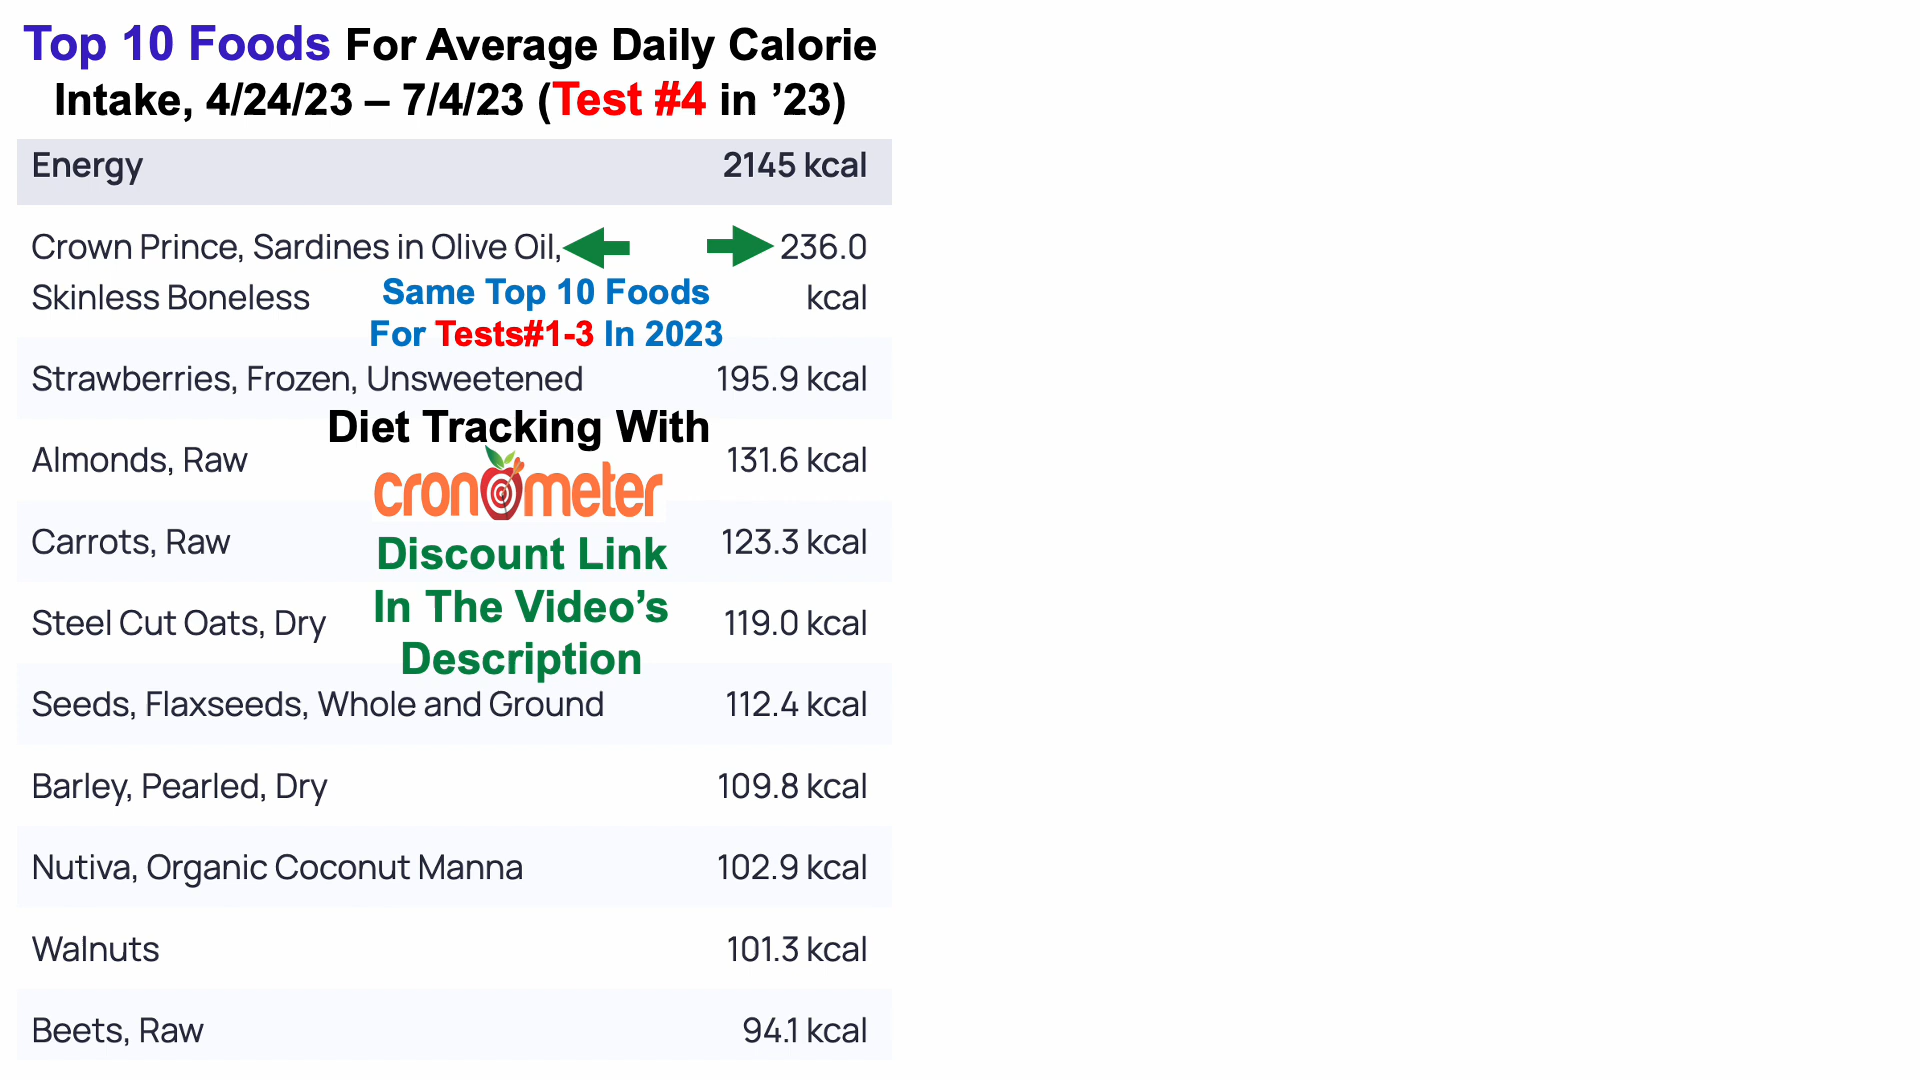 Top 10 Foods For Average Daily Calorie
Intake, 4/24/23 – 7/4/23 (Test #4 in ’23)
Energy 2145 kcal
Crown Prince, Sardines in Olive Oil, 236.0
Skinless Boneless kcal
Same Top 10 Foods
For Tests#1-3 In 2023
Strawberries, Frozen, Unsweetened 195.9 kcal
Diet Tracking With
Almonds, Raw 131.6 kcal
cronometer
Carrots, Raw 123.3 kcal
Discount Link
In The Video’s
Description
Steel Cut Oats, Dry 119.0 kcal
Seeds, Flaxseeds, Whole and Ground 112.4 kcal
Barley, Pearled, Dry 109.8 kcal
Nutiva, Organic Coconut Manna 102.9 kcal
Walnuts 101.3 kcal
Beets, Raw 94.1 kcal